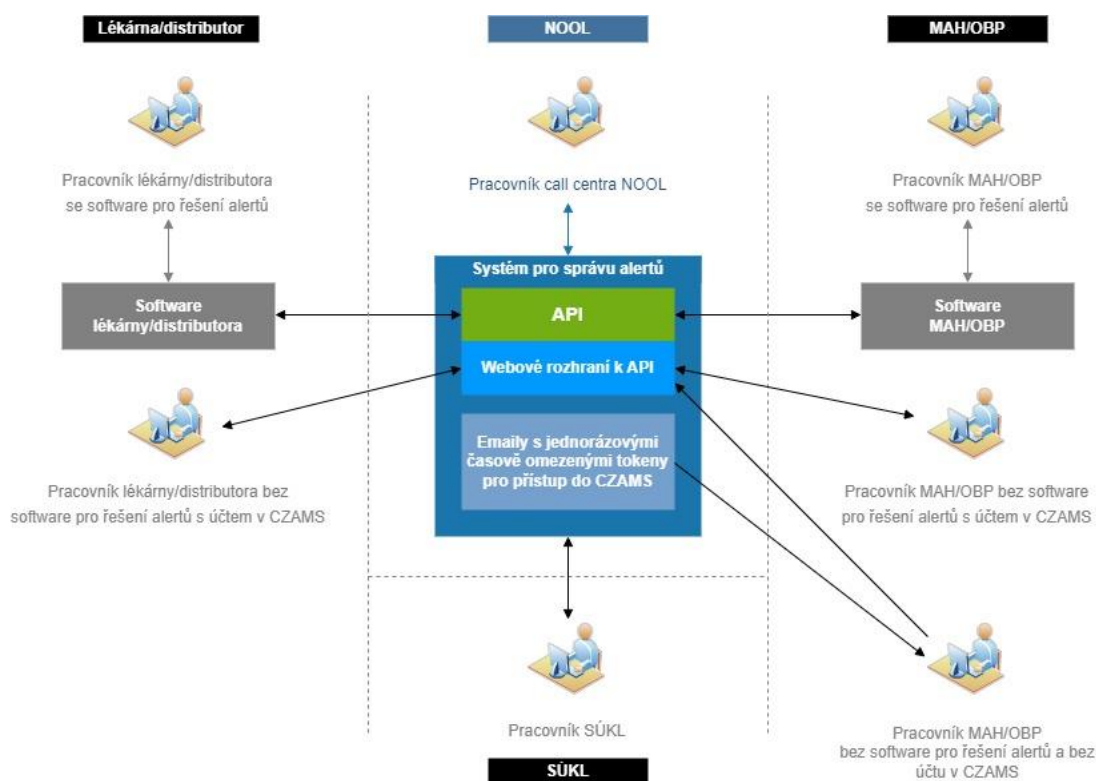 Lékárna/distributor
NOOL
MAH/OBP
Pracovník lékárny/distributora
se software pro řešení alertů
Pracovník call centra NOOL
Pracovník MAH/OBP
se software pro řešení alertů
Systém pro správu alertů
Software
lékárny/distributora
API
Software
MAH/OBP
Webové rozhraní k API
Emaily s jednorázovými
časově omezenými tokeny
pro přístup do CZAMS
Pracovník lékárny/distributora bez
software pro řešení alertů s účtem v CZAMS
Pracovník MAH/OBP bez software
pro řešení alertů s účtem v CZAMS
Pracovník SÚKL
SÚKL
Pracovník MAH/OBP
bez software pro řešení alertů a bez
účtu v CZAMS